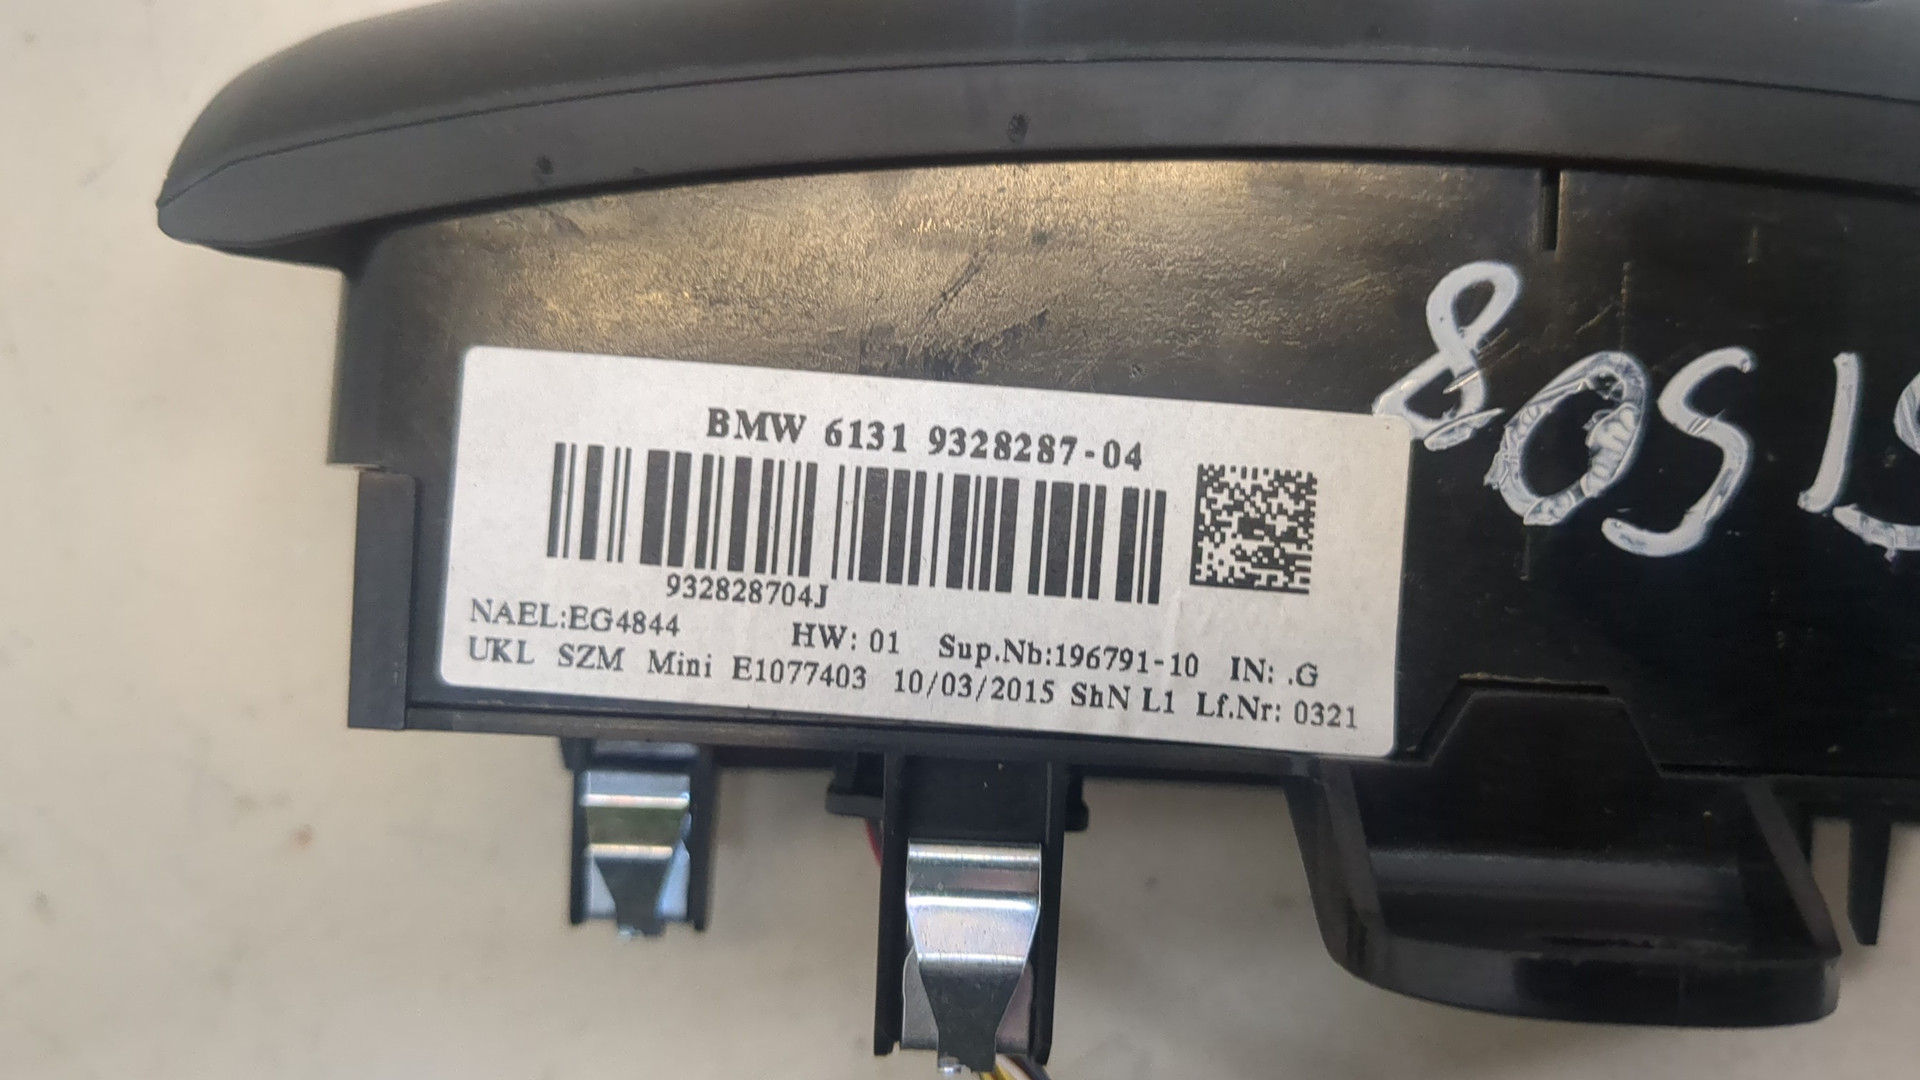 BMW 6131 9328287-04
932828704J
NAEL:EG4844 HW: 01 Sup.Nb:196791-10 IN: .G
UKL SZM Mini E1077403 10/03/2015 ShN L1 Lf.Nr: 0321